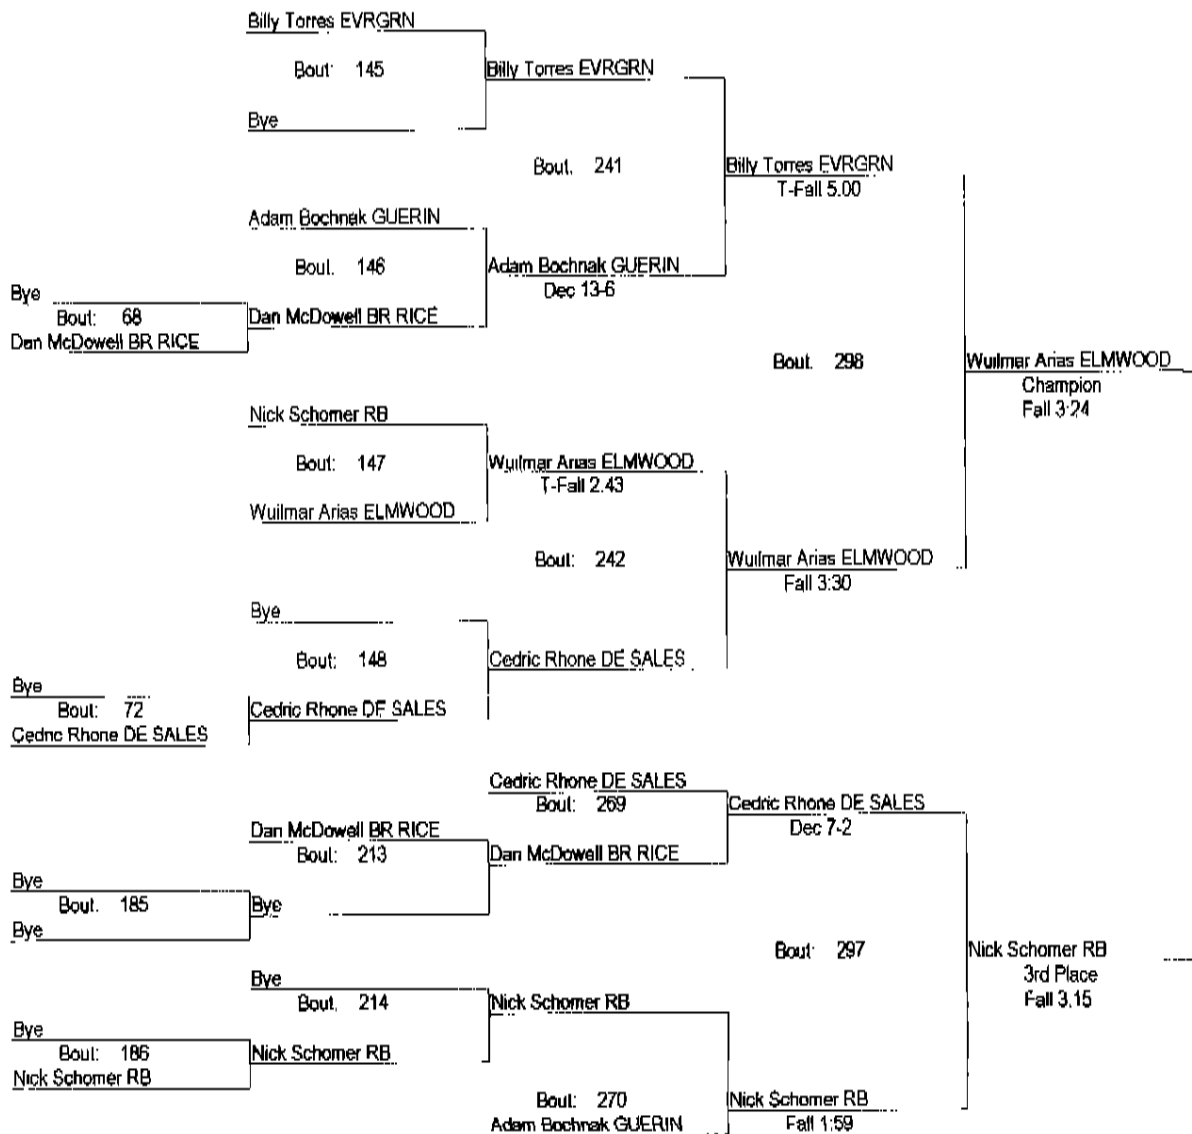 Billy Torres EVRGRN
Bout: 145
Billy Torres EVRGRN
Bye
Bout. 241
Billy Torres EVRGRN
T-Fall 5.00
Adam Bochnak GUERIN
Bout. 146
Adam Bochnak GUERIN
Dec 13-6
Bye
Bout: 68
Dan McDowell BR RICE
Dan McDowell BR RICE
Bout. 298
Wuilmar Arias ELMWOOD
Champion
Fall 3:24
Nick Schomer RB
Bout: 147
Wuilmar Arias ELMWOOD
T-Fall 2.43
Wuilmar Arias ELMWOOD
Bout: 242
Wuilmar Arias ELMWOOD
Fall 3:30
Bye
Bout: 148
Cedric Rhone DE SALES
Bye
Bout: 72
Cedric Rhone DE SALES
Cedric Rhone DE SALES
Cedric Rhone DE SALES
Bout: 269
Cedric Rhone DE SALES
Dec 7-2
Dan McDowell BR RICE
Bout: 213
Dan McDowell BR RICE
Bye
Bout. 185
Bye
Bye
Bout: 297
Nick Schomer RB
3rd Place
Fall 3.15
Bye
Bout. 214
Nick Schomer RB
Bye
Bout: 186
Nick Schomer RB
Nick Schomer RB
Bout: 270
Adam Bochnak GUERIN
Nick Schomer RB
Fall 1:59